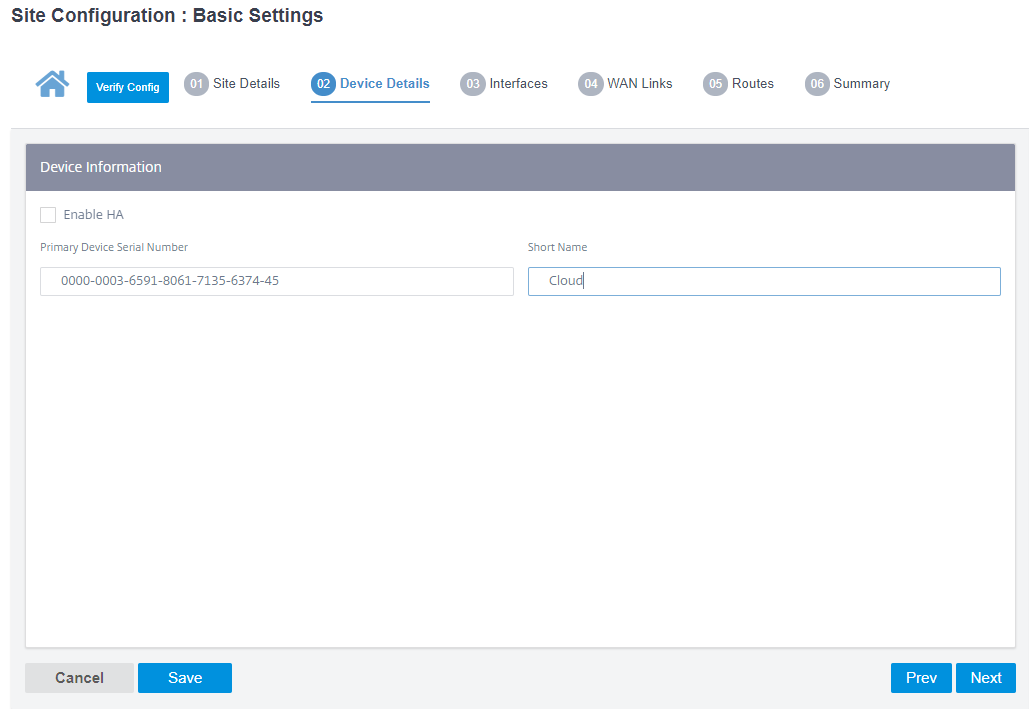 Site Configuration : Basic Settings
Verify Config
01 Site Details
02 Device Details
03 Interfaces
04 WAN Links
05 Routes
06 Summary
Device Information
Enable HA
Primary Device Serial Number
Short Name
0000-0003-6591-8061-7135-6374-45
Cloud
Cancel
Save
Prev
Next